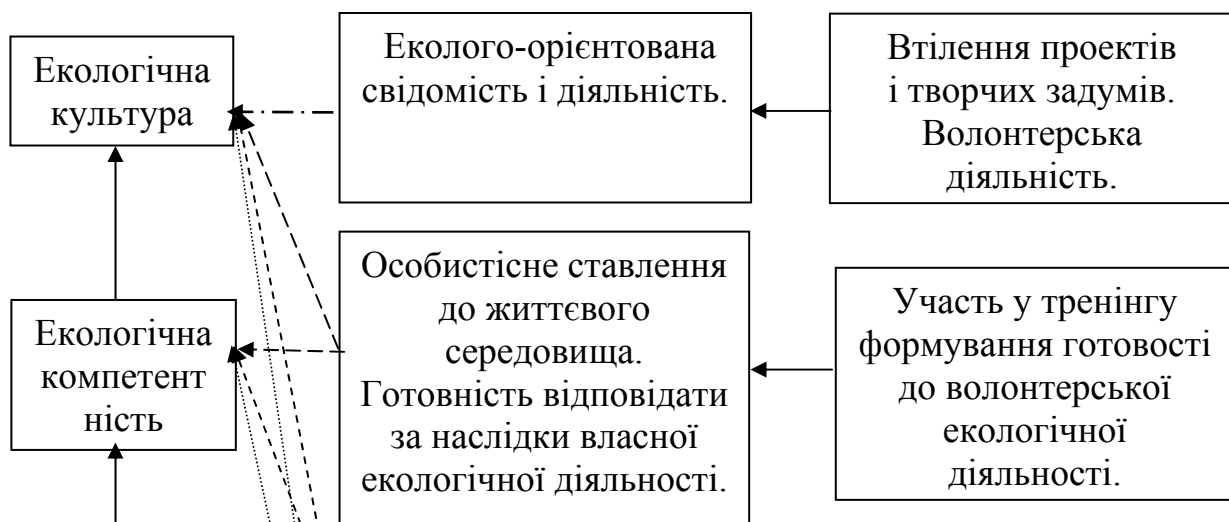 Екологічна
культура
Еколого-орієнтована
свідомість і діяльність.
Втілення проектів
і творчих задумів.
Волонтерська
діяльність.
Екологічна
компетент
ність
Особистісне ставлення
до життєвого
середовища.
Готовність відповідати
за наслідки власної
екологічної діяльності.
Участь у тренінгу
формування готовості
до волонтерської
екологічної
діяльності.